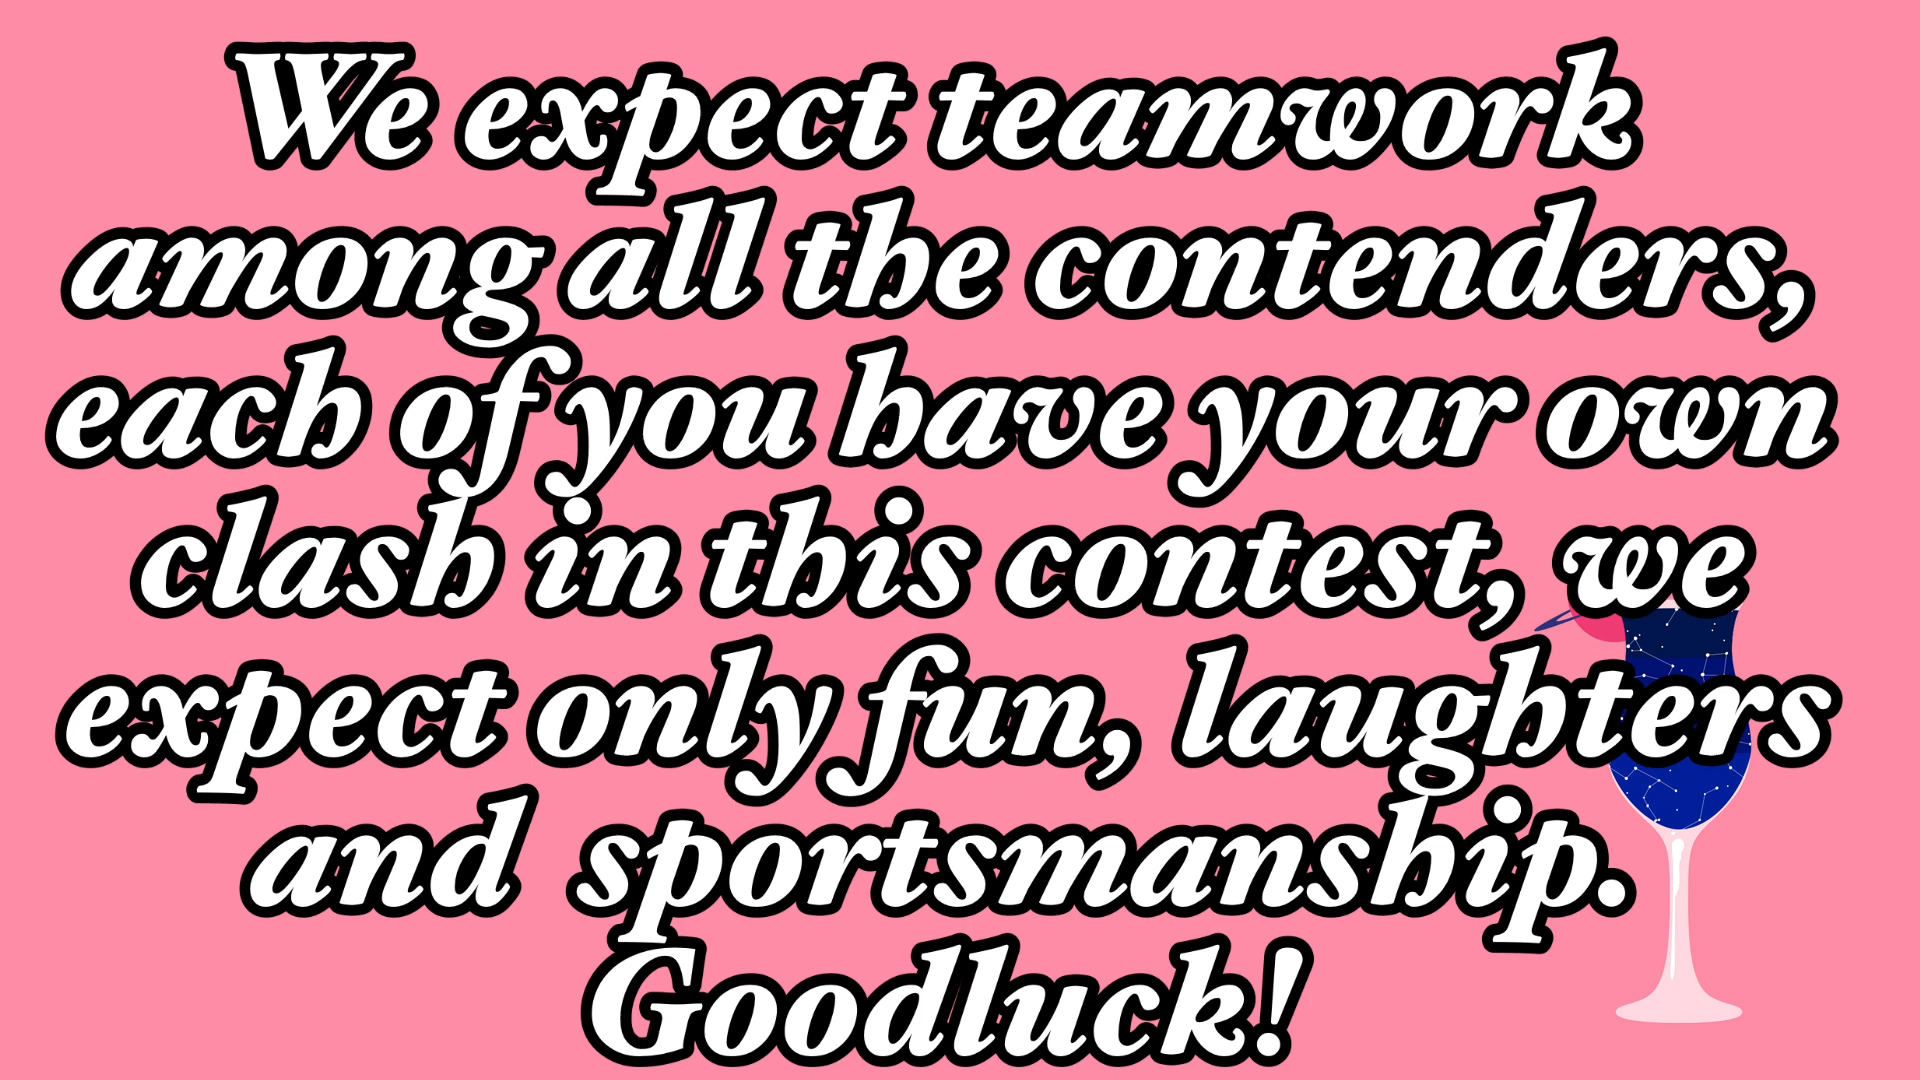 We expect teamwork
among all the contenders,
each of you have your own
clash in this contest, we
expect only fun, laughters
and  sportsmanship.
Goodluck!